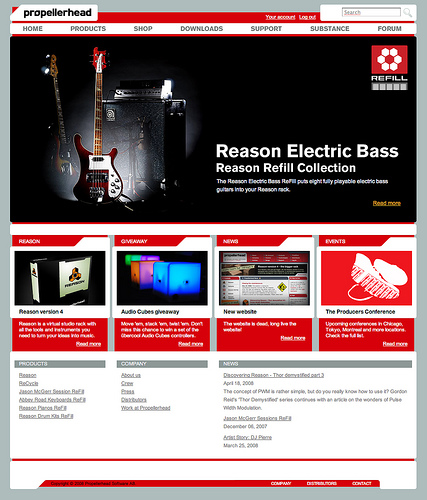 propellerhead
Your account Log out
Search
HOME PRODUCTS SHOP DOWNLOADS SUPPORT SUBSTANCE FORUM
REFILL
Reason Electric Bass
Reason Refill Collection
The Reason Electric Bass ReFill puts eight fully playable electric bass
guitars into your Reason rack.
Read more
REASON
Reason version 4
Reason is a virtual studio rack with
all the tools and instruments you
need to turn your ideas into music.
Read more
GIVEAWAY
Audio Cubes giveaway
Move 'em, stack 'em, twist 'em. Don't
miss this chance to win a set of the
übercool Audio Cubes controllers.
Read more
NEWS
New website
The website is dead, long live the
website!
Read more
EVENTS
The Producers Conference
Upcoming conferences in Chicago,
Tokyo, Montreal and more locations.
Check the full list.
Read more
PRODUCTS
Reason
ReCycle
Jason McGerr Session ReFill
Abbey Road Keyboards ReFill
Reason Pianos ReFill
Reason Drum Kits ReFill
COMPANY
About us
Crew
Press
Distributors
Work at Propellerhead
NEWS
Discovering Reason - Thor demystified part 3
April 18, 2008
The concept of PWM is rather simple, but do you really know how to use it? Gordon
Reid's 'Thor Demystified' series continues with an article on the wonders of Pulse
Width Modulation.
Jason McGerr Sessions ReFill
December 06, 2007
Artist Story: DJ Pierre
March 25, 2008
Copyright © 2008 Propellerhead Software AB
COMPANY DISTRIBUTORS CONTACT